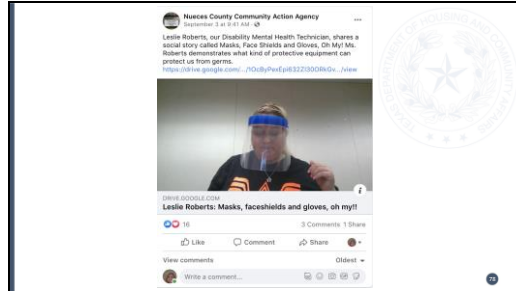 Nueces County Community Action Agency
September 3 at 9:41 AM
Leslie Roberts, our Disability Mental Health Technician, shares a
social story called Masks, Face Shields and Gloves, Oh My! Ms.
Roberts demonstrates what kind of protective equipment can
protect us from germs.
DRIVE.GOOGLE.COM
Leslie Roberts: Masks, faceshields and gloves, oh my!!
16
3 Comments 1 Share
Like Comment Share
View comments
Oldest
Write a comment...
78